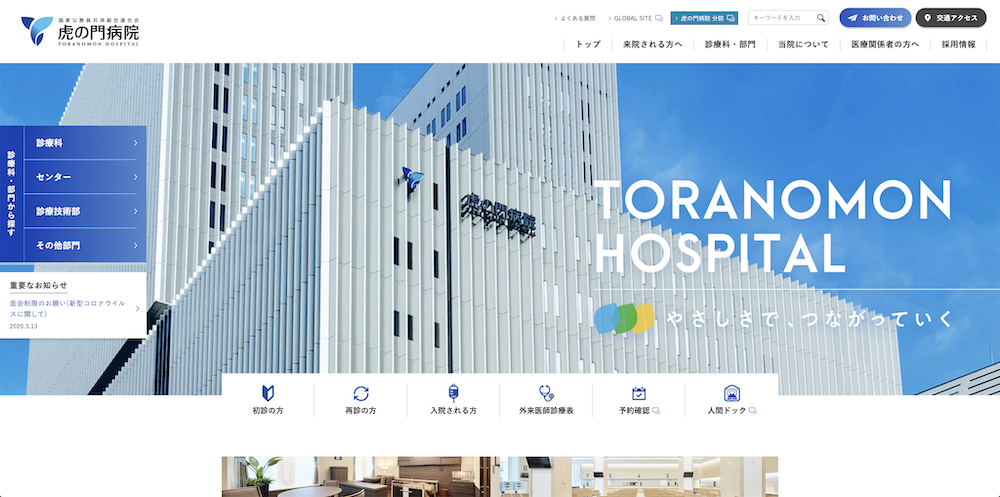 国家公務員共済組合連合会
虎の門病院
TORANOMON HOSPITAL
よくある質問
GLOBAL SITE
虎の門病院 分院
キーワードを入力
お問い合わせ
交通アクセス
トップ
来院される方へ
診療科・部門
当院について
医療関係者の方へ
採用情報
診療科・部門から探す
診療科
センター
診療技術部
その他部門
重要なお知らせ
面会制限のお願い(新型コロナウイル
スに関して)
2020.3.13
虎の門病院
TORANOMON
HOSPITAL
やさしさで、つながっていく
初診の方
再診の方
入院される方
外来医師診療表
予約確認
人間ドック